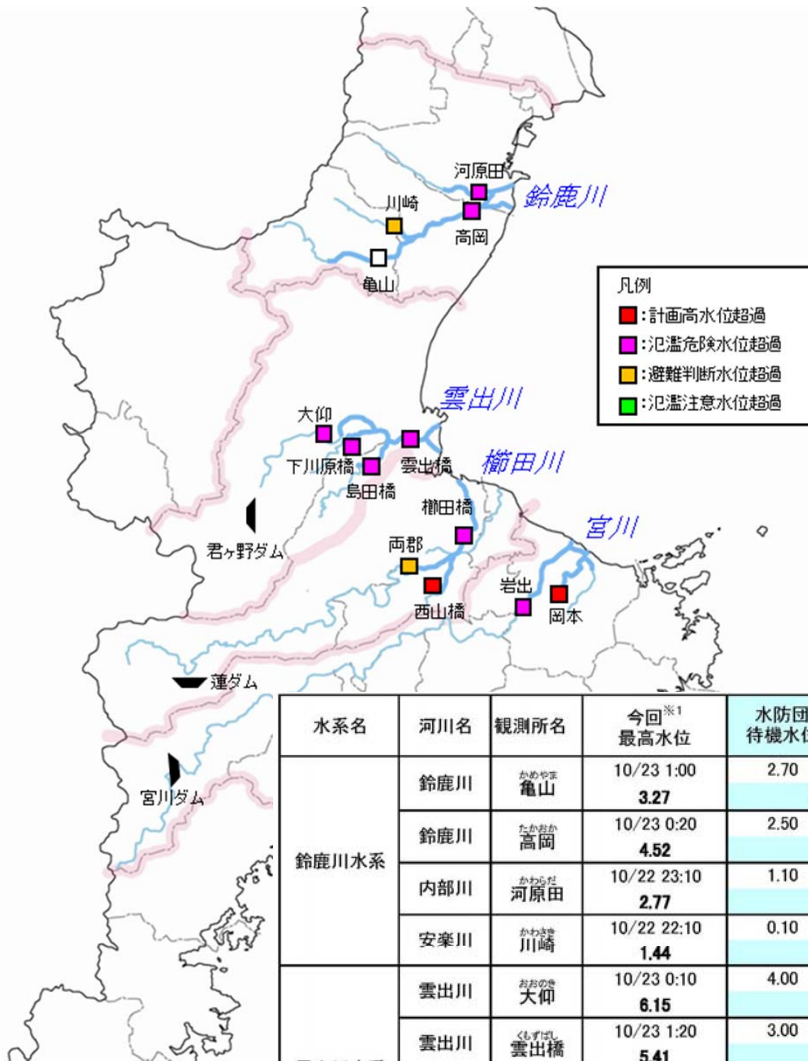 河原田
鈴鹿川
川崎
高岡
亀山
凡例
:計画高水位超過
:氾濫危険水位超過
:避難判断水位超過
:氾濫注意水位超過
雲出川
大仰
下川原橋
雲出橋
島田橋
櫛田川
櫛田橋
君ヶ野ダム
両郡
宮川
西山橋
岩出
岡本
蓮ダム
宮川ダム
水系名 河川名 観測所名 今回※1 水防団
最高水位 待機水位
鈴鹿川水系
鈴鹿川 かめやま 亀山 10/23 1:00 2.70
3.27
鈴鹿川 たかおか 高岡 10/23 0:20 2.50
4.52
内部川 かわらだ 河原田 10/22 23:10 1.10
2.77
安楽川 かわさき 川崎 10/22 22:10 0.10
1.44
雲出川 おおのき 大仰 10/23 0:10 4.00
6.15
雲出川 くもずばし 雲出橋 10/23 1:20 3.00
5.41